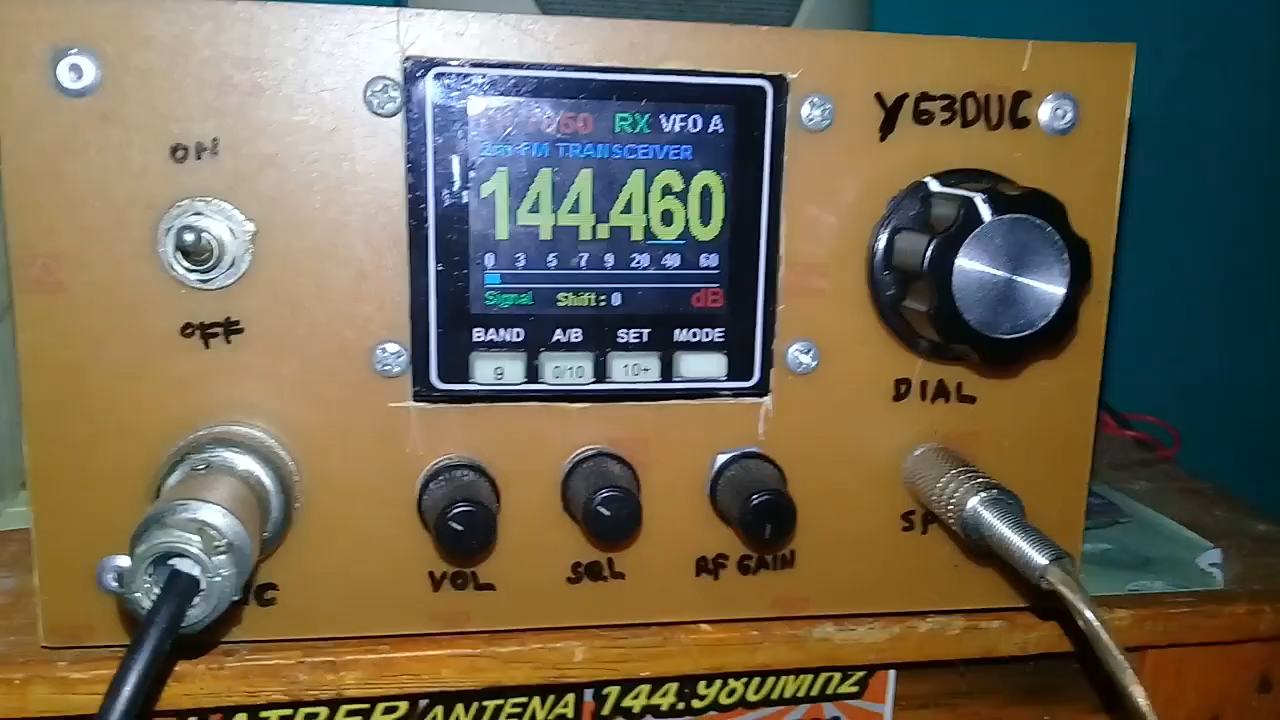 ON
OFF
YG3DUC
RX VFO A
FM TRANSCEIVER
144.460
0 3 5 7 9 20 40 60
Signal Shift: 0 dB
BAND A/B SET MODE
9 0/10 10+
DIAL
VOL SQL RF GAIN
ANTENA 144.980MHz